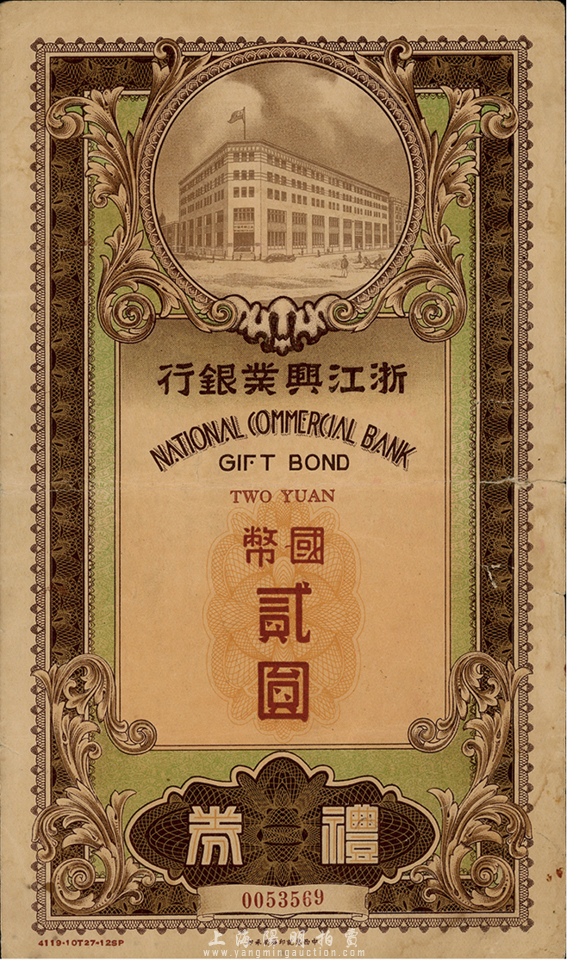 浙江興業銀行
NATIONAL COMMERCIAL BANK
GIFT BOND
TWO YUAN
國幣
貳
圓
禮券
0053569
4119-10T27-12SP
上海陽明拍賣
www.yangmingauction.com